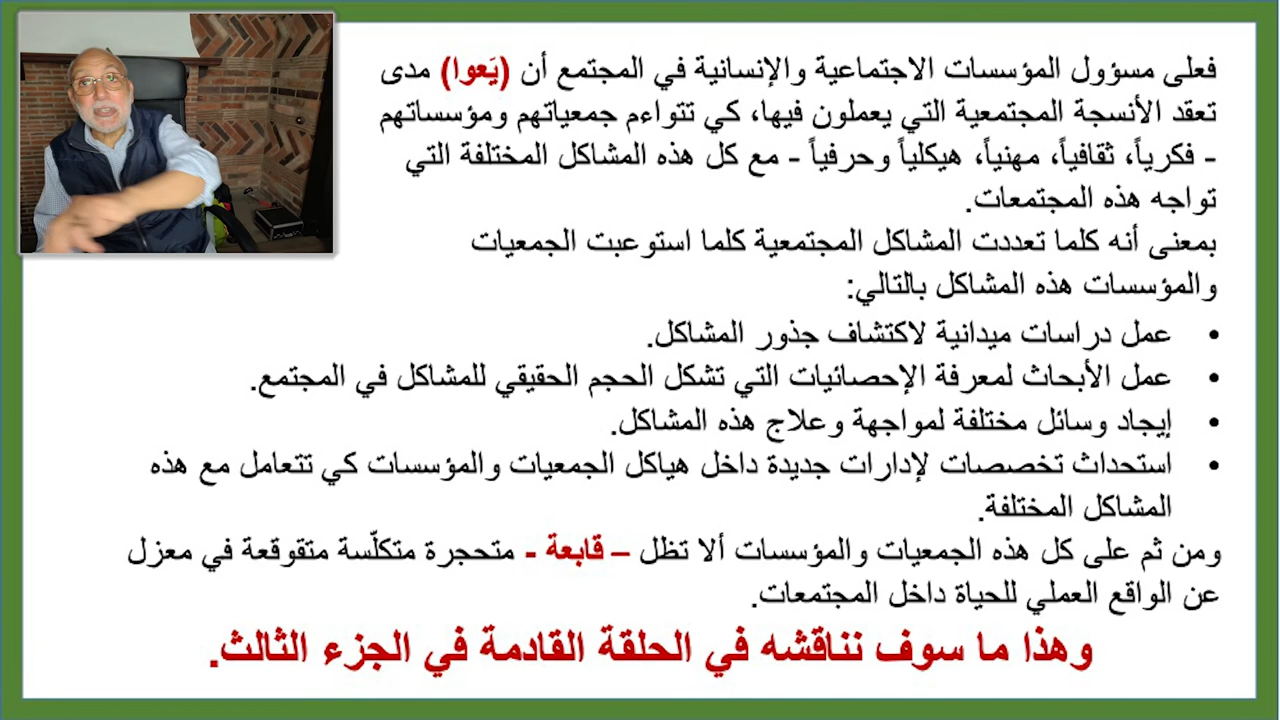 فعلى مسؤول المؤسسات الاجتماعية والإنسانية في المجتمع أن (يَعوا) مدى
تعقد الأنسجة المجتمعية التي يعملون فيها، كي تتواءم جمعياتهم ومؤسساتهم
- فكرياً، ثقافياً، مهنياً، هيكلياً وحرفياً - مع كل هذه المشاكل المختلفة التي
تواجه هذه المجتمعات.
بمعنى أنه كلما تعددت المشاكل المجتمعية كلما استوعبت الجمعيات
والمؤسسات هذه المشاكل بالتالي:
• عمل دراسات ميدانية لاكتشاف جذور المشاكل.
• عمل الأبحاث لمعرفة الإحصائيات التي تشكل الحجم الحقيقي للمشاكل في المجتمع.
• إيجاد وسائل مختلفة لمواجهة وعلاج هذه المشاكل.
• استحداث تخصصات لإدارات جديدة داخل هياكل الجمعيات والمؤسسات كي تتعامل مع هذه
المشاكل المختلفة.
ومن ثم على كل هذه الجمعيات والمؤسسات ألا تظل – قابعة - متحجرة متكلّسة متقوقعة في معزل
عن الواقع العملي للحياة داخل المجتمعات.
وهذا ما سوف نناقشه في الحلقة القادمة في الجزء الثالث.